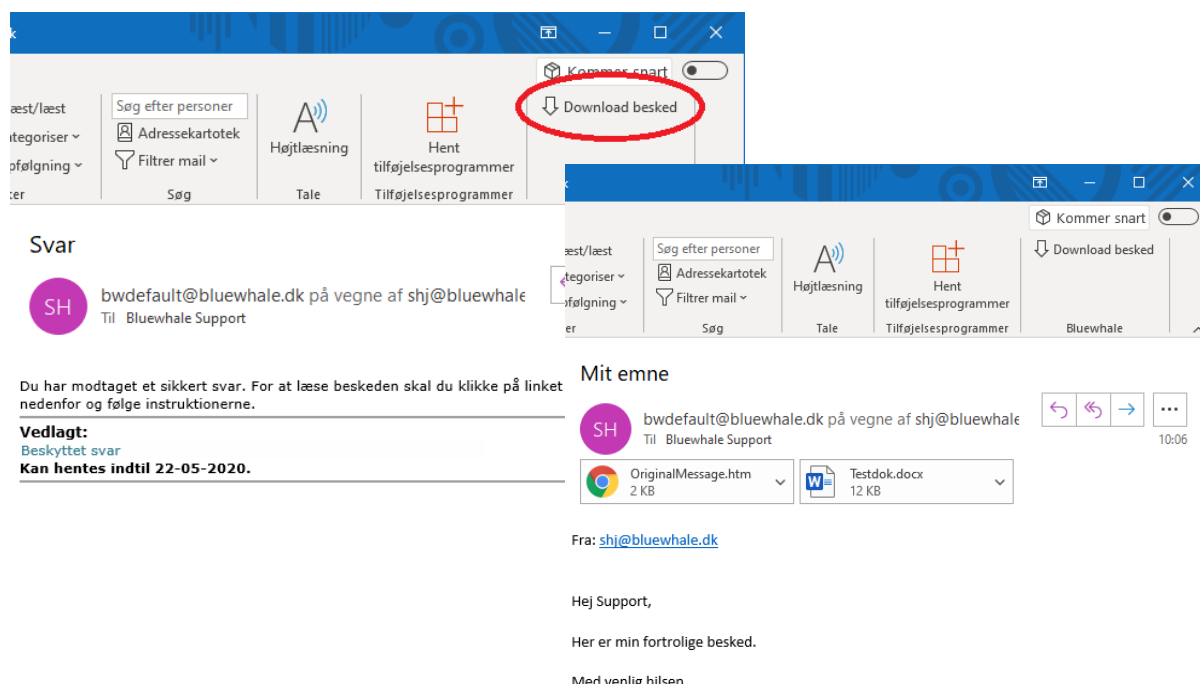 k
Kommer snart
Download besked
æst/læst
ategoriser
pfølgning
ter
Søg efter personer
Adressekartotek
Filtrer mail
Søg
Højtlæsning
Tale
Hent
tilføjelsesprogrammer
Tilføjelsesprogrammer
Svar
SH
bwdefault@bluewhale.dk på vegne af shj@bluewhale
Til Bluewhale Support
Du har modtaget et sikkert svar. For at læse beskeden skal du klikke på linket
nedenfor og følge instruktionerne.
Vedlagt:
Beskyttet svar
Kan hentes indtil 22-05-2020.
Kommer snart
Download besked
æst/læst
tegoriser
ofølgning
er
Søg efter personer
Adressekartotek
Filtrer mail
Søg
Højtlæsning
Tale
Hent
tilføjelsesprogrammer
Tilføjelsesprogrammer
Bluewhale
Mit emne
SH
bwdefault@bluewhale.dk på vegne af shj@bluewhale
Til Bluewhale Support
10:06
OriginalMessage.htm
2 KB
Testdok.docx
12 KB
Fra: shj@bluewhale.dk
Hej Support,
Her er min fortrolige besked.
Med venlig hilsen